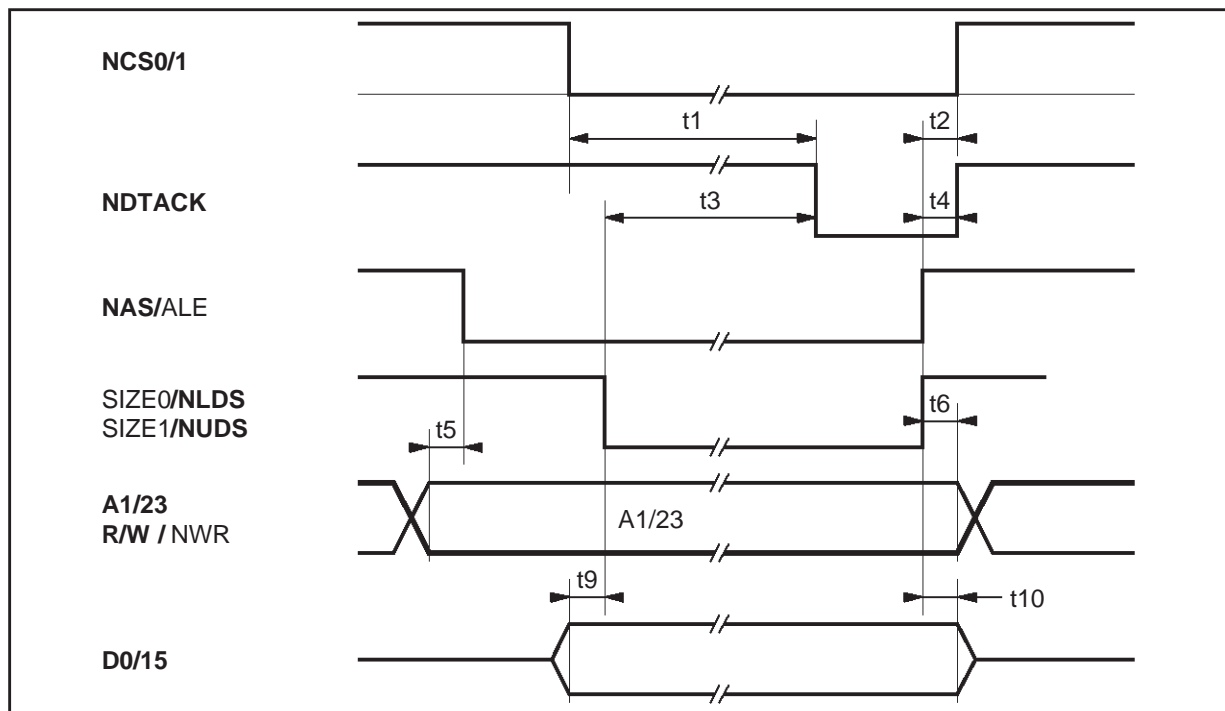 NCS0/1
t1
t2
NDTACK
t3
t4
NAS/ALE
SIZE0/NLDS
SIZE1/NUDS
t5
t6
A1/23
R/W / NWR
A1/23
t9
t10
D0/15